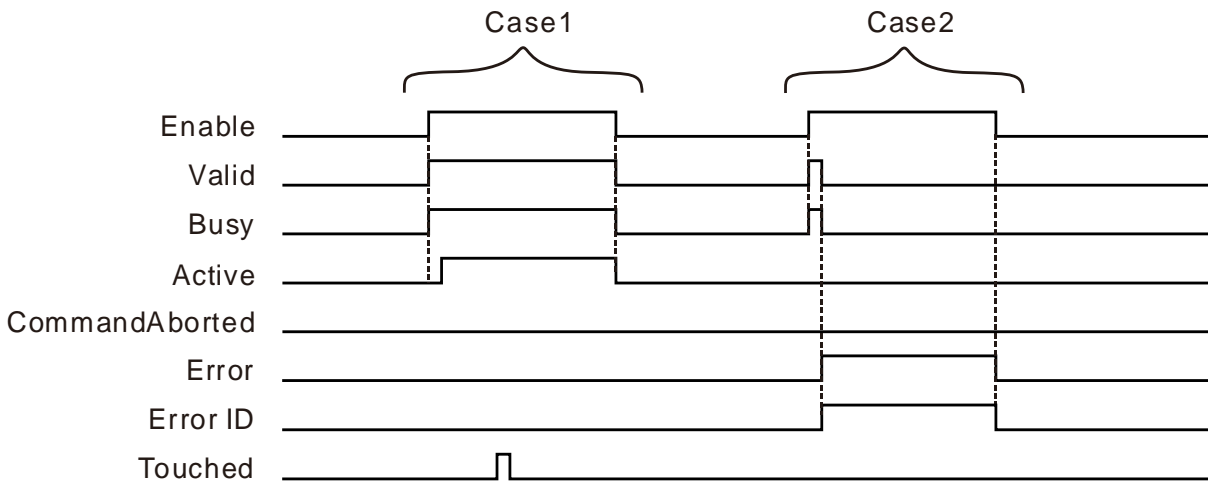 Case1 Case2
Enable
Valid
Busy
Active
CommandAborted
Error
Error ID
Touched